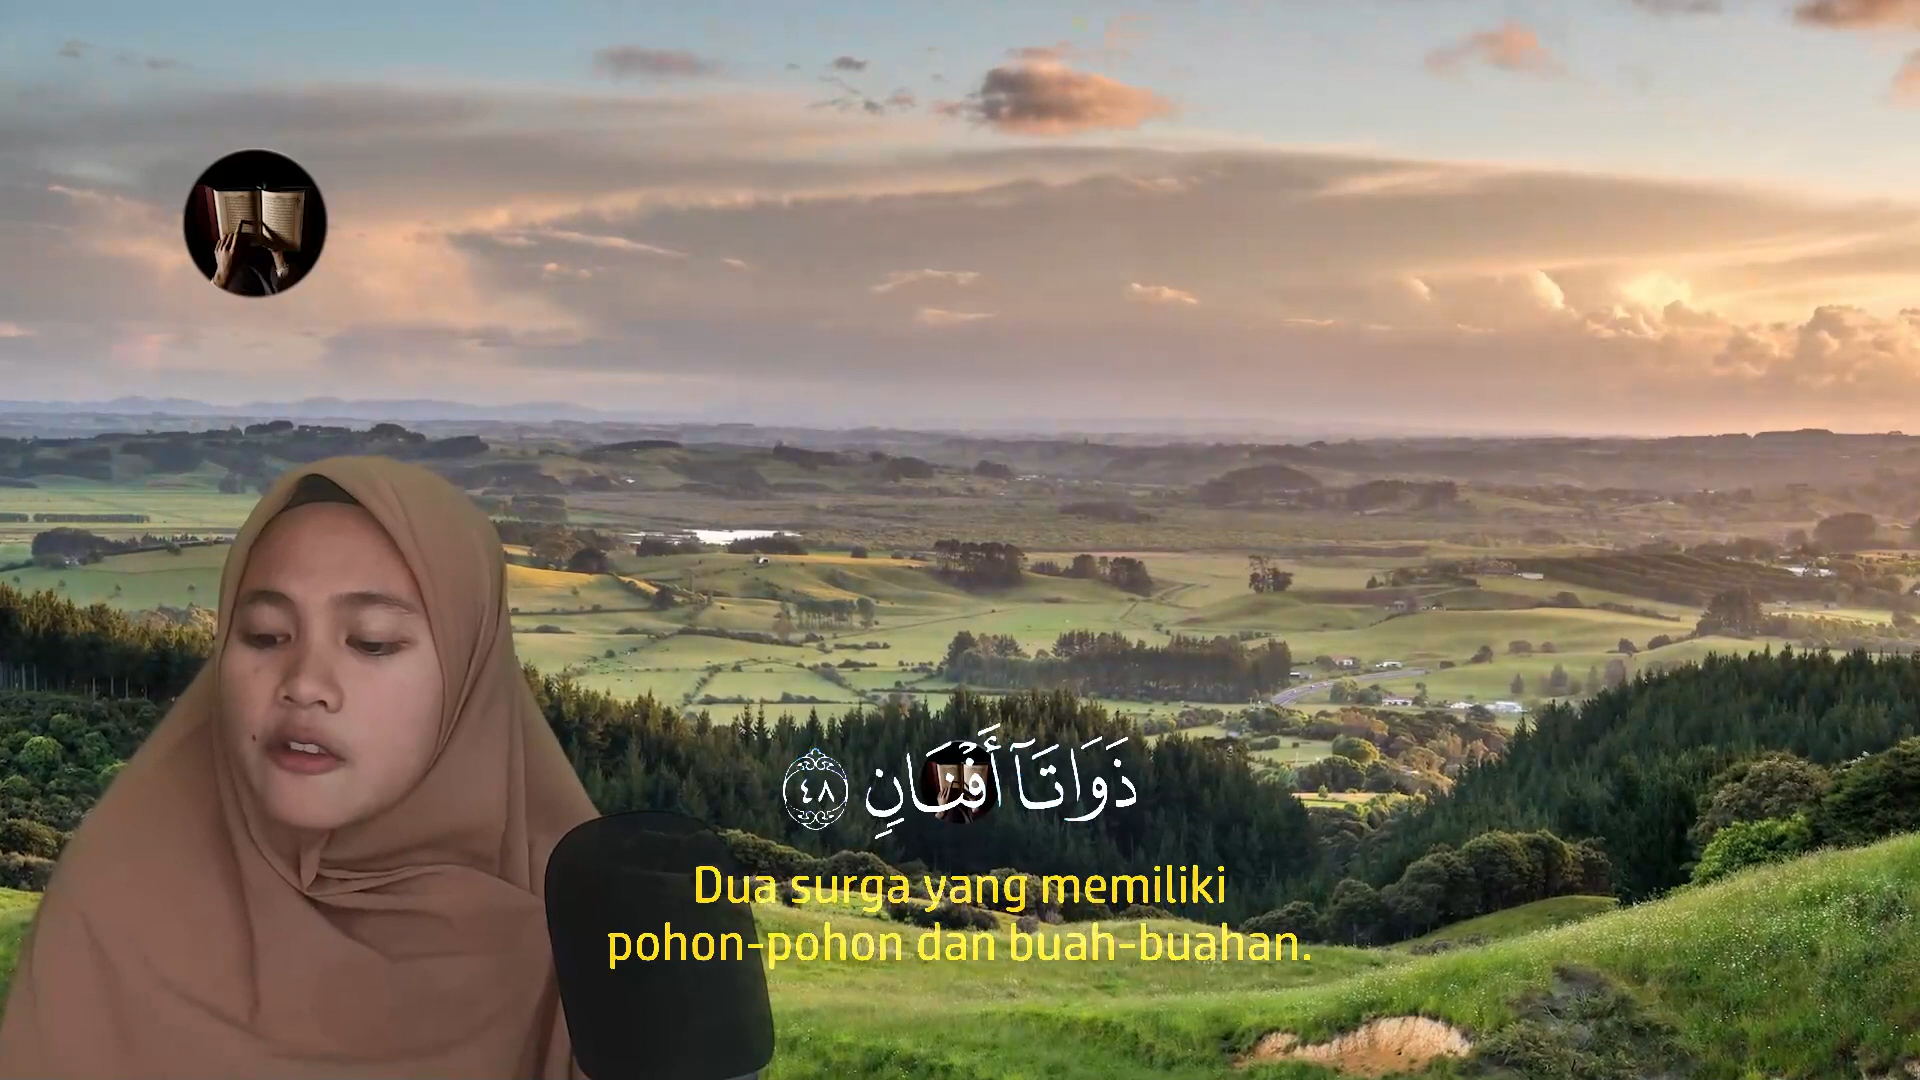 ذَوَاتَآ أَفْنَانٍ ٤٨
Dua surga yang memiliki
pohon-pohon dan buah-buahan.